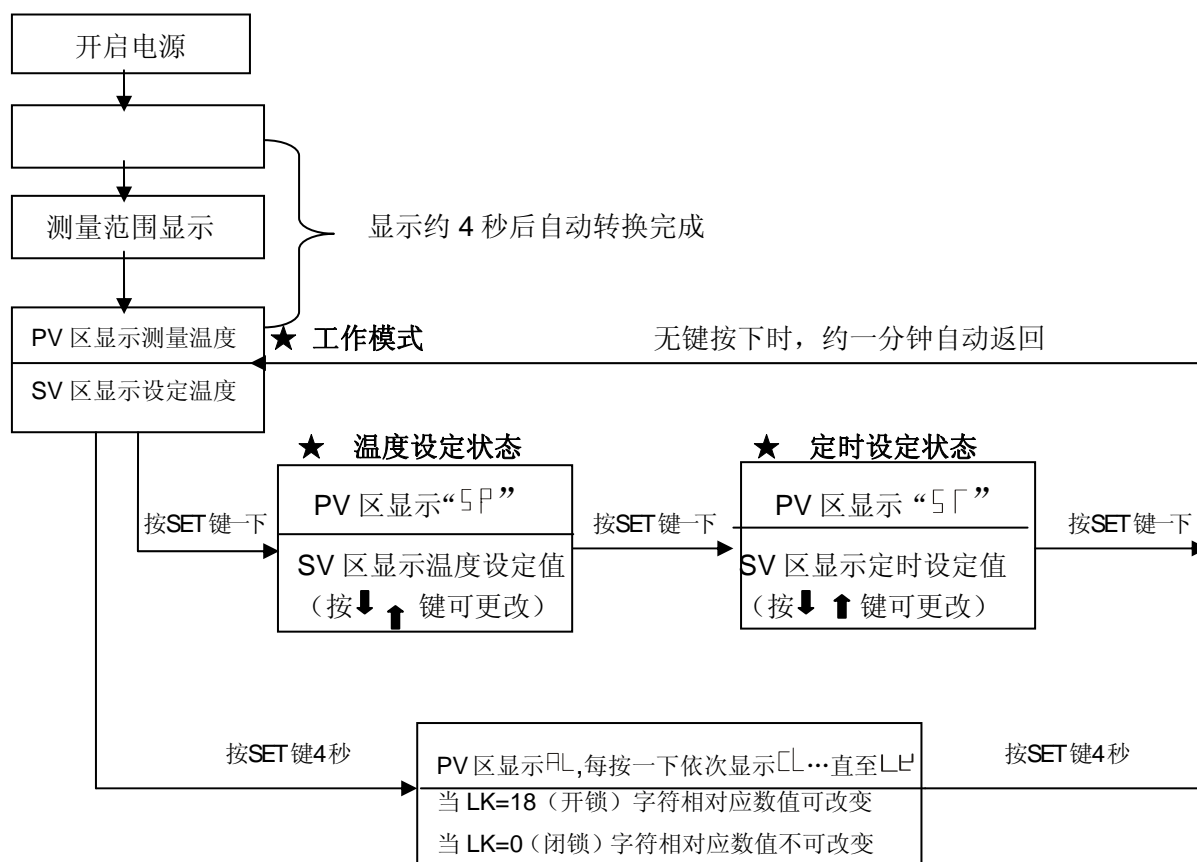 开启电源
测量范围显示
显示约 4 秒后自动转换完成
PV 区显示测量温度
★ 工作模式
无键按下时，约一分钟自动返回
SV 区显示设定温度
★ 温度设定状态
★ 定时设定状态
PV 区显示“SP”
PV 区显示 “ST”
按SET键一下
按SET键一下
按SET键一下
SV 区显示温度设定值
（按⬇⬆ 键可更改）
SV 区显示定时设定值
（按⬇ ⬆ 键可更改）
按SET键4秒
PV区显示AL,每按一下依次显示CL…直至LK
按SET键4秒
当 LK=18（开锁）字符相对应数值可改变
当 LK=0（闭锁）字符相对应数值不可改变